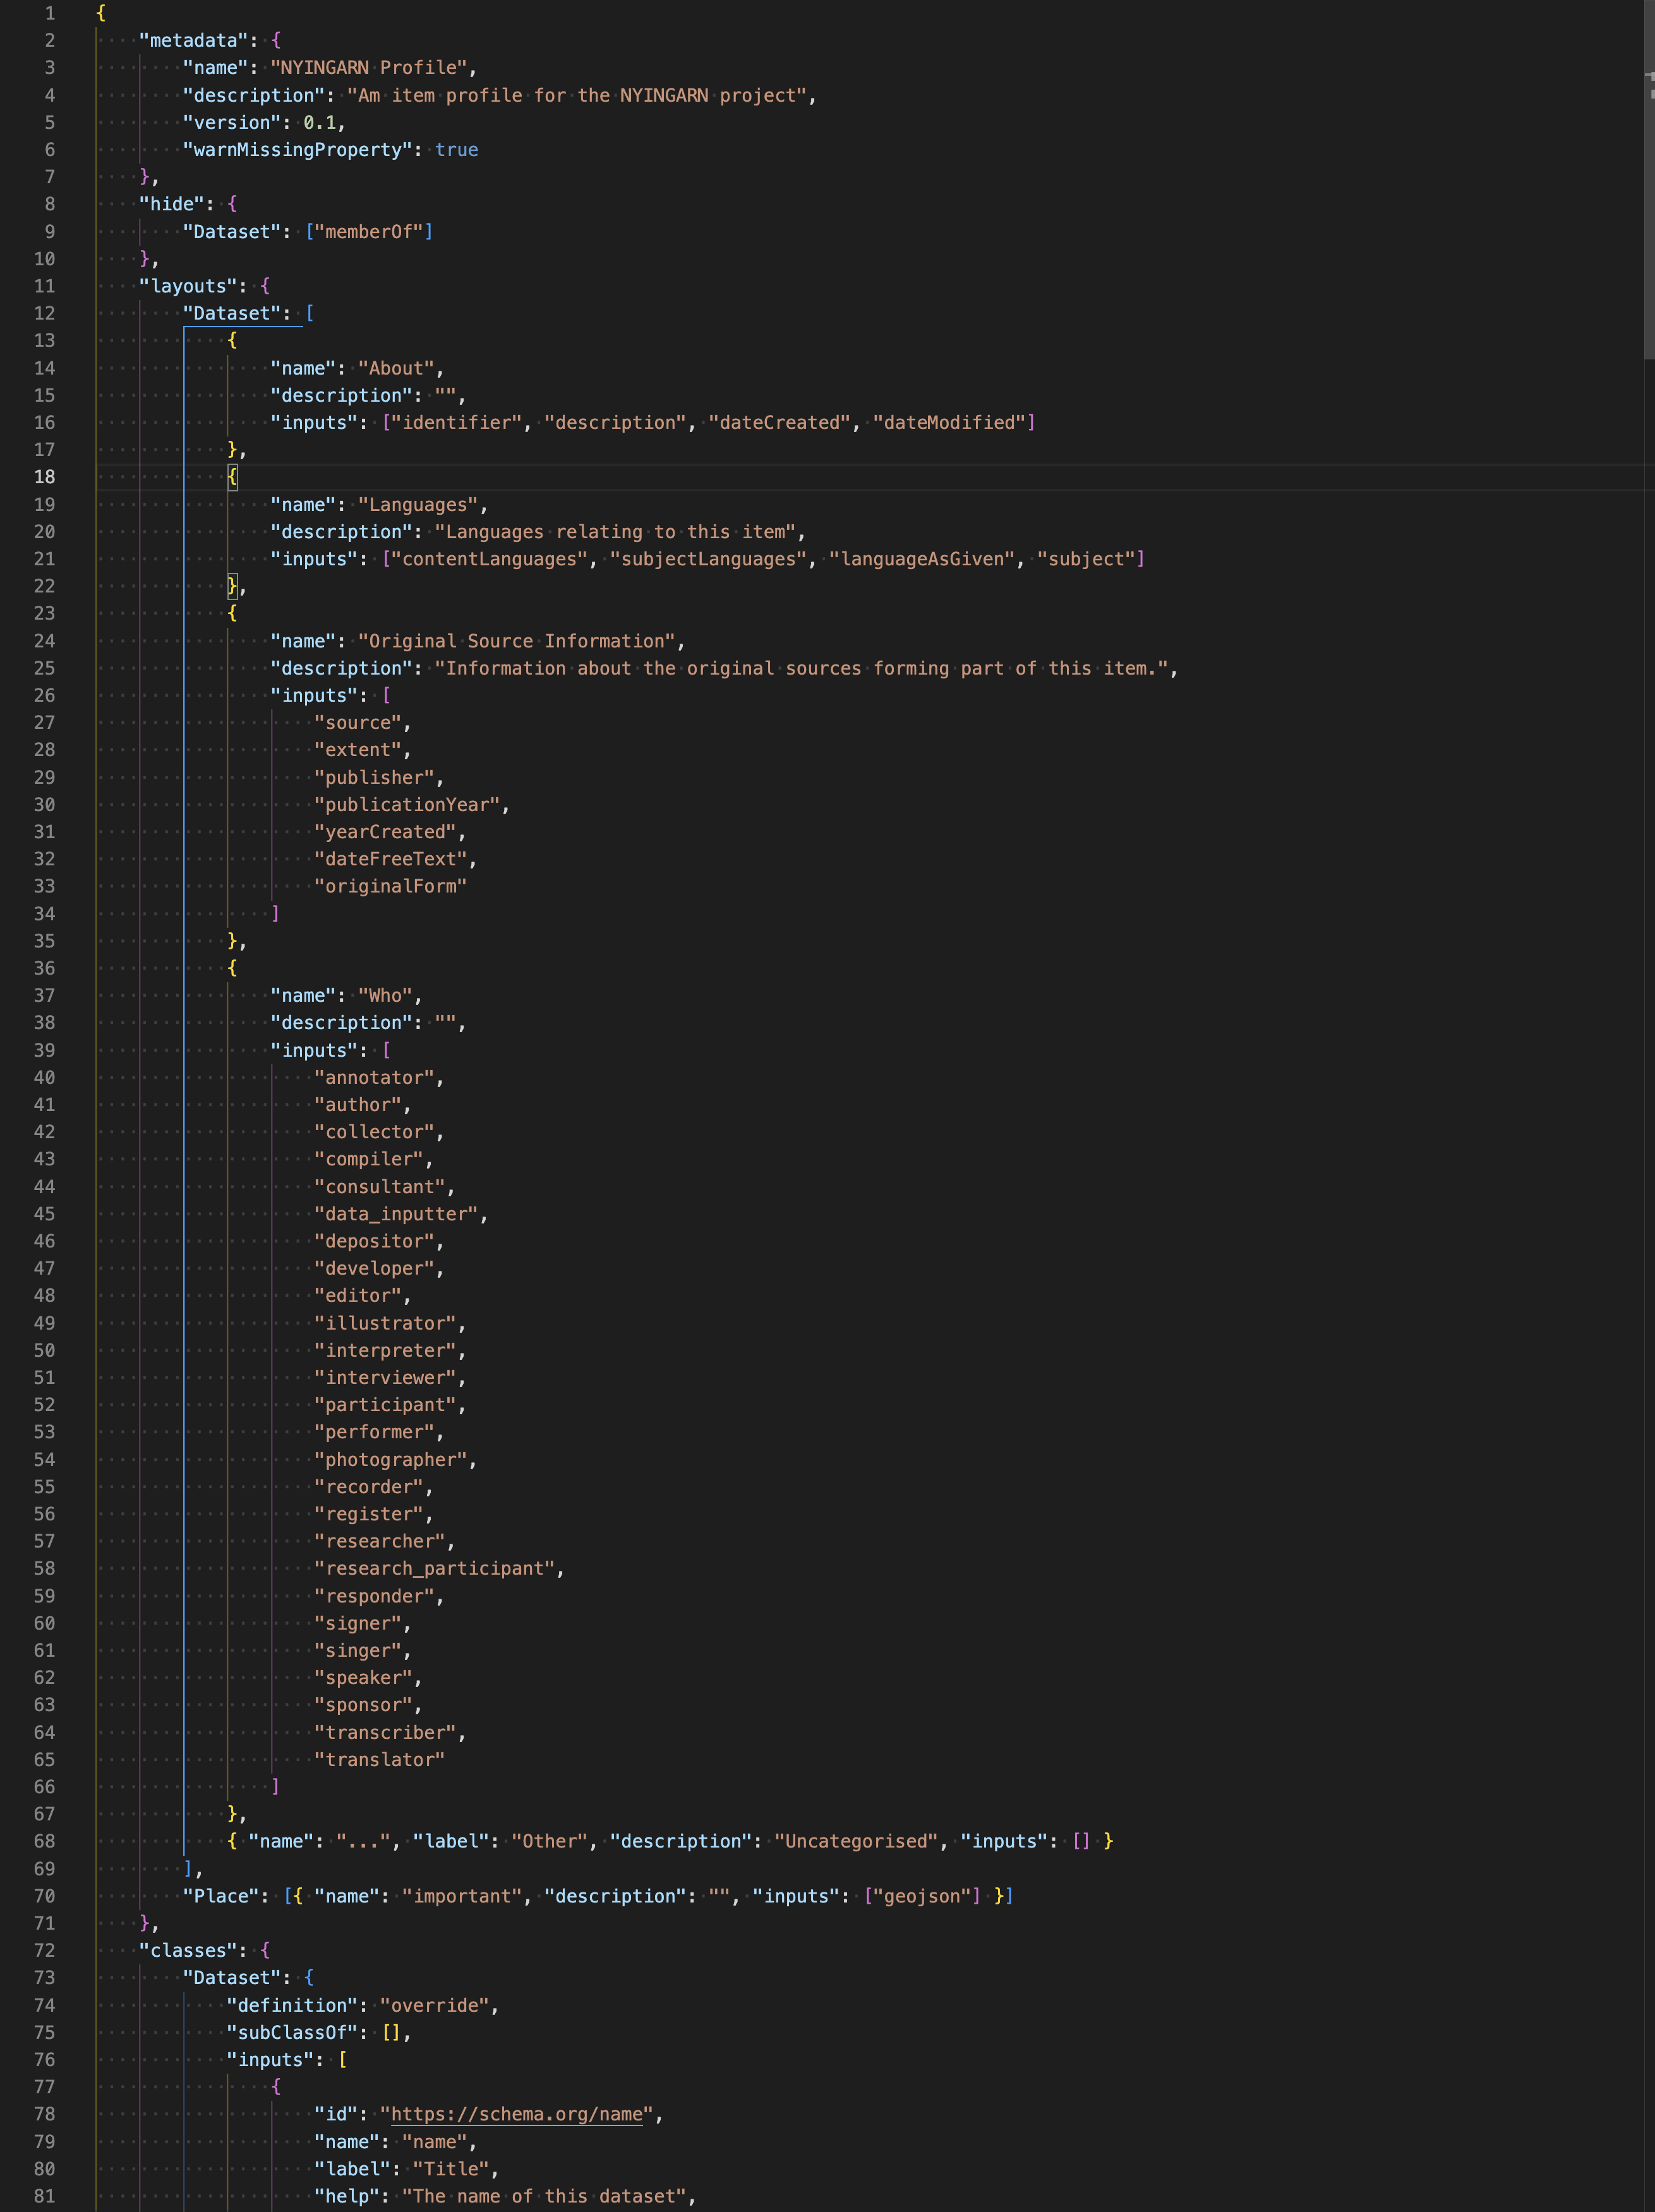 1 {
2 "metadata": {
3 "name": "NYINGARN Profile",
4 "description": "Am item profile for the NYINGARN project",
5 "version": 0.1,
6 "warnMissingProperty": true
7 },
8 "hide": {
9 "Dataset": ["memberOf"]
10 },
11 "layouts": {
12 "Dataset": [
13 {
14 "name": "About",
15 "description": "",
16 "inputs": ["identifier", "description", "dateCreated", "dateModified"]
17 },
18 {
19 "name": "Languages",
20 "description": "Languages relating to this item",
21 "inputs": ["contentLanguages", "subjectLanguages", "languageAsGiven", "subject"]
22 },
23 {
24 "name": "Original Source Information",
25 "description": "Information about the original sources forming part of this item.",
26 "inputs": [
27 "source",
28 "extent",
29 "publisher",
30 "publicationYear",
31 "yearCreated",
32 "dateFreeText",
33 "originalForm"
34 ]
35 },
36 {
37 "name": "Who",
38 "description": "",
39 "inputs": [
40 "annotator",
41 "author",
42 "collector",
43 "compiler",
44 "consultant",
45 "data_inputter",
46 "depositor",
47 "developer",
48 "editor",
49 "illustrator",
50 "interpreter",
51 "interviewer",
52 "participant",
53 "performer",
54 "photographer",
55 "recorder",
56 "register",
57 "researcher",
58 "research_participant",
59 "responder",
60 "signer",
61 "singer",
62 "speaker",
63 "sponsor",
64 "transcriber",
65 "translator"
66 ]
67 },
68 { "name": "...", "label": "Other", "description": "Uncategorised", "inputs": [] }
69 ],
70 "Place": [{ "name": "important", "description": "", "inputs": ["geojson"] }]
71 },
72 "classes": {
73 "Dataset": {
74 "definition": "override",
75 "subClassOf": [],
76 "inputs": [
77 {
78 "id": "https://schema.org/name",
79 "name": "name",
80 "label": "Title",
81 "help": "The name of this dataset",